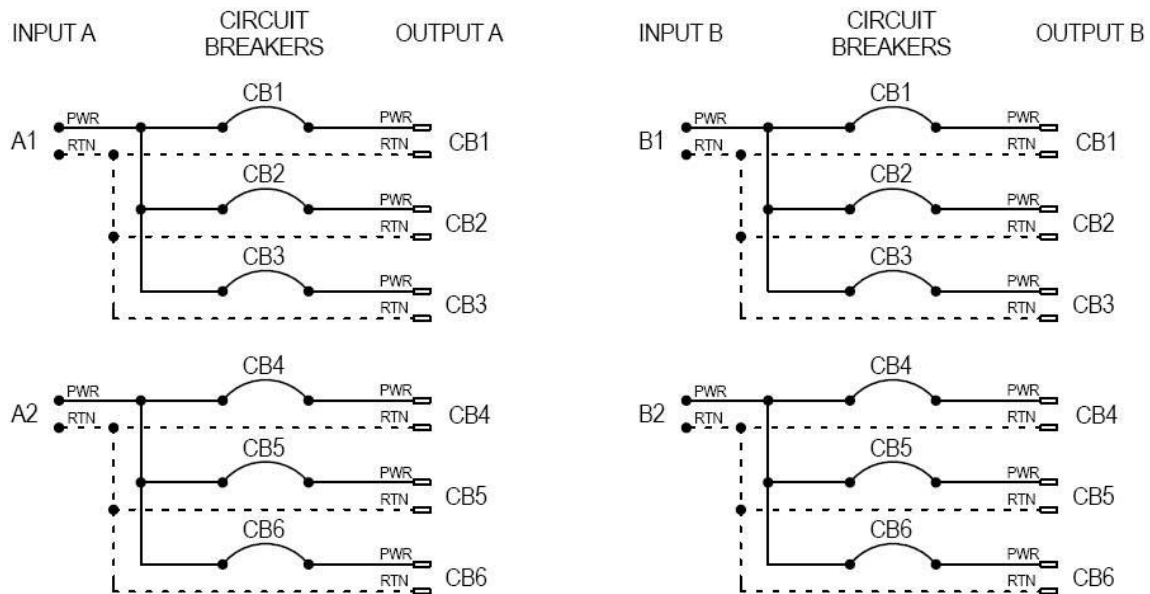 INPUT A
CIRCUIT
BREAKERS
OUTPUT A
A1
PWR
RTN
CB1
PWR
RTN
CB1
CB2
PWR
RTN
CB2
CB3
PWR
RTN
CB3
A2
PWR
RTN
CB4
PWR
RTN
CB4
CB5
PWR
RTN
CB5
CB6
PWR
RTN
CB6
INPUT B
CIRCUIT
BREAKERS
OUTPUT B
B1
PWR
RTN
CB1
PWR
RTN
CB1
CB2
PWR
RTN
CB2
CB3
PWR
RTN
CB3
B2
PWR
RTN
CB4
PWR
RTN
CB4
CB5
PWR
RTN
CB5
CB6
PWR
RTN
CB6